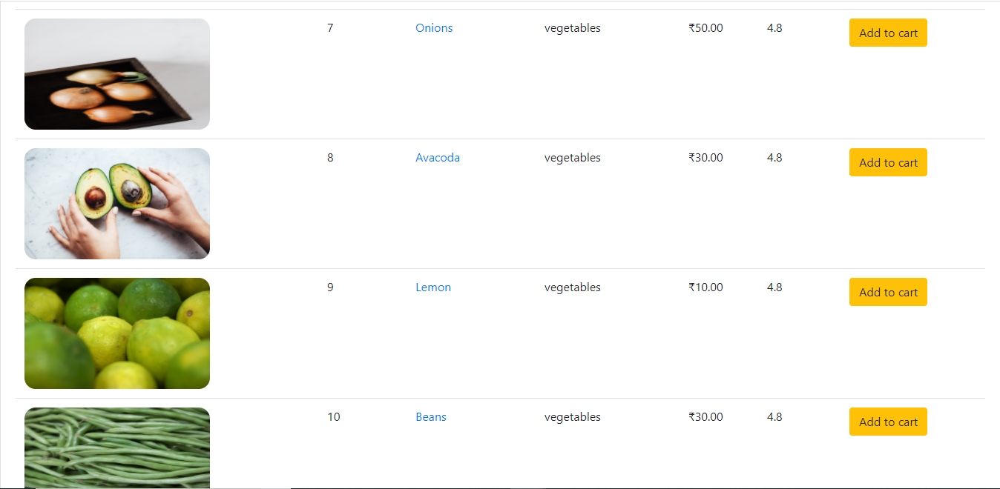 7 Onions vegetables ₹50.00 4.8 Add to cart
8 Avacoda vegetables ₹30.00 4.8 Add to cart
9 Lemon vegetables ₹10.00 4.8 Add to cart
10 Beans vegetables ₹30.00 4.8 Add to cart